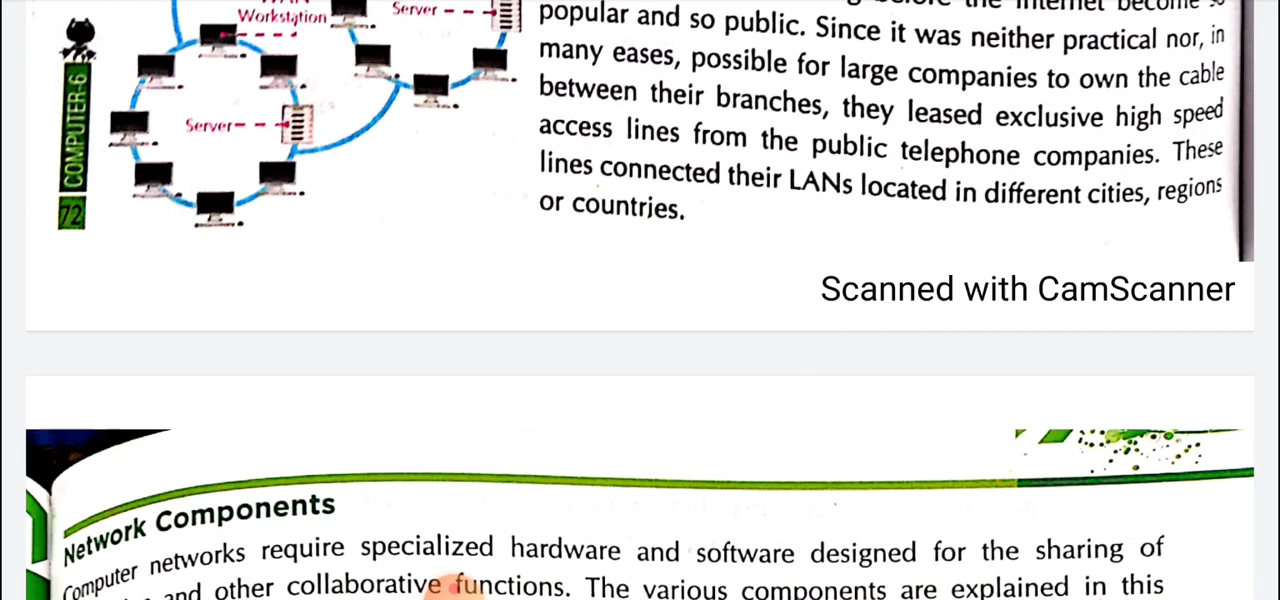 Workstation
Server
Server
COMPUTER-6
72
popular and so public. Since it was neither practical nor, in
many eases, possible for large companies to own the cable
between their branches, they leased exclusive high speed
access lines from the public telephone companies. These
lines connected their LANs located in different cities, regions
or countries.
Scanned with CamScanner
Network Components
Computer networks require specialized hardware and software designed for the sharing of
and other collaborative functions. The various components are explained in this